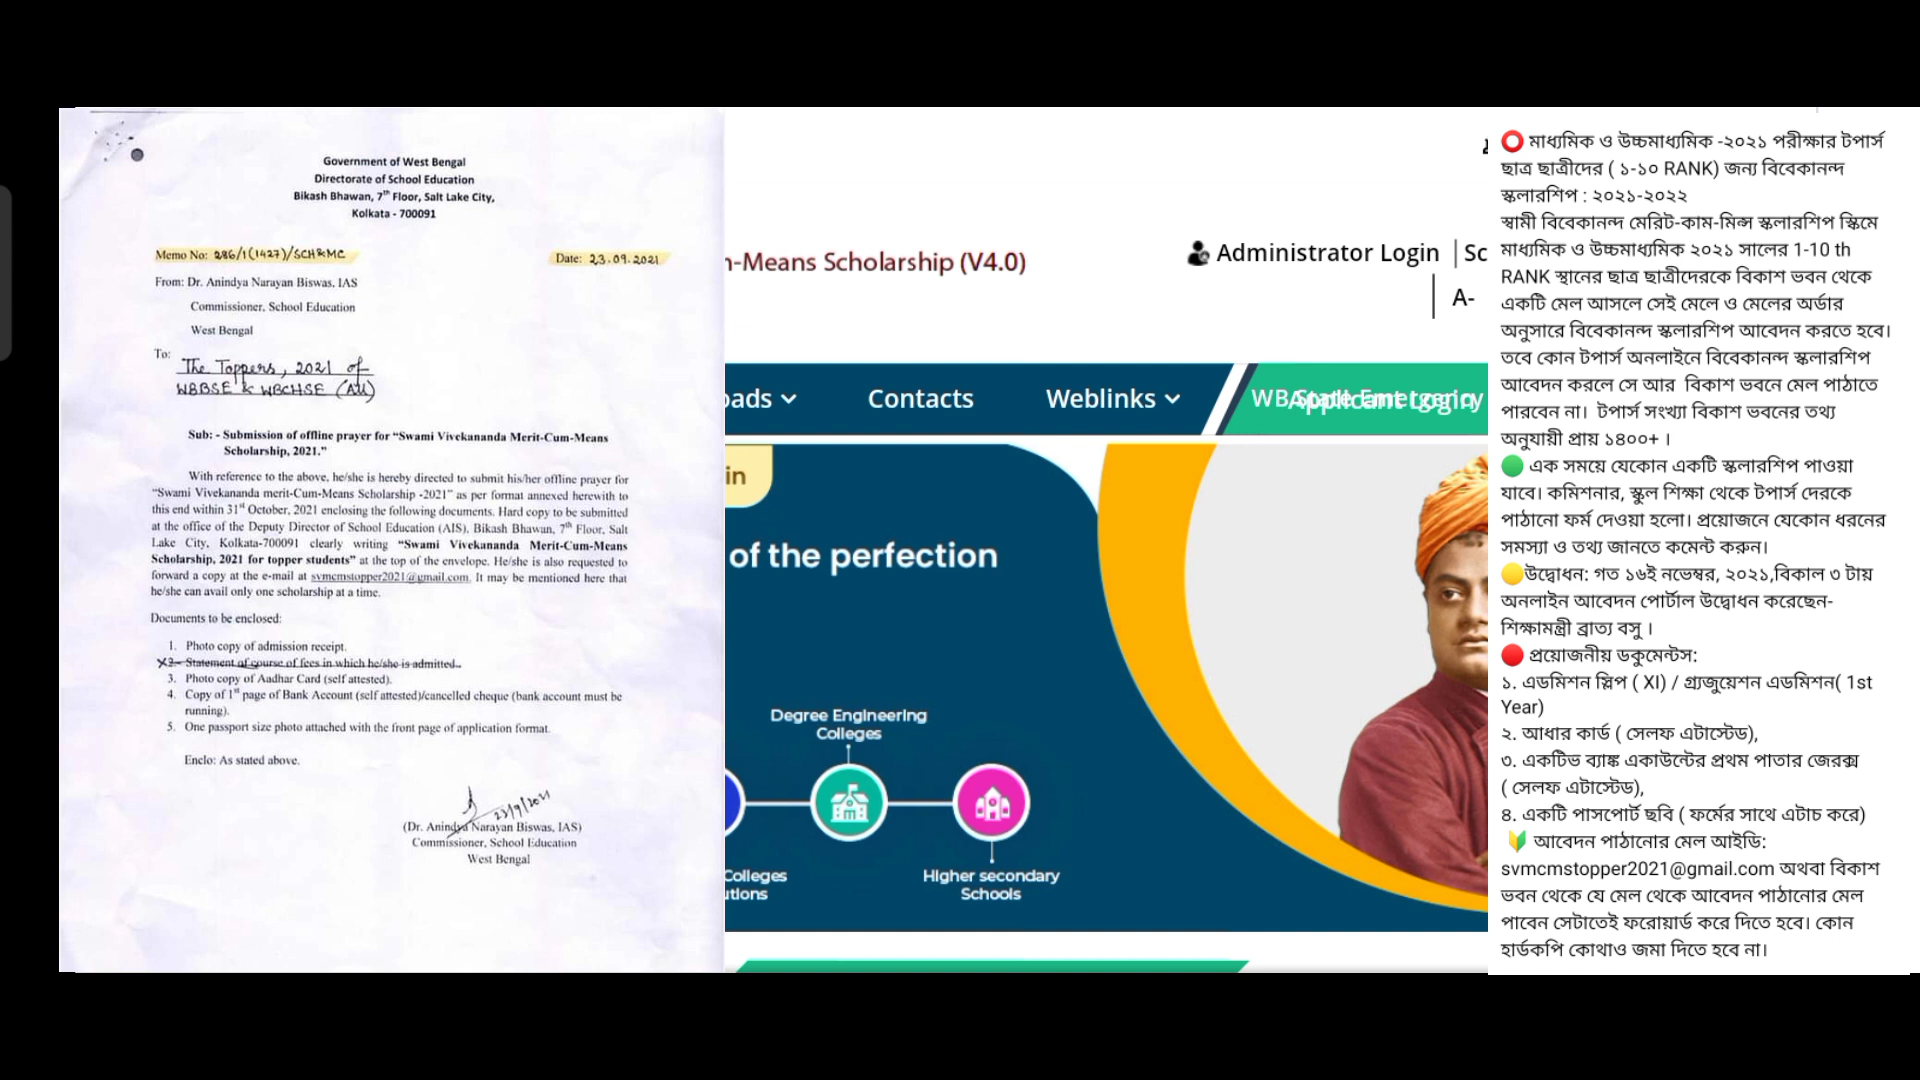 Government of West Bengal
Directorate of School Education
Bikash Bhawan, 7th Floor, Salt Lake City,
Kolkata - 700091
Memo No: 286/1(1427)/SCH&MC
Date: 23.09.2021
From: Dr. Anindya Narayan Biswas, IAS
Commissioner, School Education
West Bengal
To:
The Toppers, 2021 of
WBBSE & WBCHSE (All)
Sub: - Submission of offline prayer for “Swami Vivekananda Merit-Cum-Means
Scholarship, 2021.”
With reference to the above, he/she is hereby directed to submit his/her offline prayer for
“Swami Vivekananda merit-Cum-Means Scholarship -2021” as per format annexed herewith to
this end within 31st October, 2021 enclosing the following documents. Hard copy to be submitted
at the office of the Deputy Director of School Education (AIS), Bikash Bhawan, 7th Floor, Salt
Lake City, Kolkata-700091 clearly writing “Swami Vivekananda Merit-Cum-Means
Scholarship, 2021 for topper students” at the top of the envelope. He/she is also requested to
forward a copy at the e-mail at svmcmstopper2021@gmail.com. It may be mentioned here that
he/she can avail only one scholarship at a time.
Documents to be enclosed:
1. Photo copy of admission receipt.
X2. Statement of course of fees in which he/she is admitted.
3. Photo copy of Aadhar Card (self attested).
4. Copy of 1st page of Bank Account (self attested)/cancelled cheque (bank account must be
running).
5. One passport size photo attached with the front page of application format.
Enclo: As stated above.
23/9/2021
(Dr. Anindya Narayan Biswas, IAS)
Commissioner, School Education
West Bengal
n-Means Scholarship (V4.0)
Administrator Login | Sc
A-
oads
Contacts
Weblinks
WB State Emergency
Applicant Login
in
of the perfection
Degree Engineering
Colleges
Colleges
utions
Higher secondary
Schools
মাধ্যমিক ও উচ্চমাধ্যমিক -২০২১ পরীক্ষার টপার্স
ছাত্র ছাত্রীদের ( ১-১০ RANK) জন্য বিবেকানন্দ
স্কলারশিপ : ২০২১-২০২২
স্বামী বিবেকানন্দ মেরিট-কাম-মিন্স স্কলারশিপ স্কিমে
মাধ্যমিক ও উচ্চমাধ্যমিক ২০২১ সালের 1-10 th
RANK স্থানের ছাত্র ছাত্রীদেরকে বিকাশ ভবন থেকে
একটি মেল আসলে সেই মেলে ও মেলের অর্ডার
অনুসারে বিবেকানন্দ স্কলারশিপ আবেদন করতে হবে।
তবে কোন টপার্স অনলাইনে বিবেকানন্দ স্কলারশিপ
আবেদন করলে সে আর বিকাশ ভবনে মেল পাঠাতে
পারবেন না। টপার্স সংখ্যা বিকাশ ভবনের তথ্য
অনুযায়ী প্রায় ১৪০০+ ।
এক সময়ে যেকোন একটি স্কলারশিপ পাওয়া
যাবে। কমিশনার, স্কুল শিক্ষা থেকে টপার্স দেরকে
পাঠানো ফর্ম দেওয়া হলো। প্রয়োজনে যেকোন ধরনের
সমস্যা ও তথ্য জানতে কমেন্ট করুন।
উদ্বোধন: গত ১৬ই নভেম্বর, ২০২১,বিকাল ৩ টায়
অনলাইন আবেদন পোর্টাল উদ্বোধন করেছেন-
শিক্ষামন্ত্রী ব্রাত্য বসু ।
প্রয়োজনীয় ডকুমেন্টস:
১. এডমিশন স্লিপ ( XI) / গ্র্যজুয়েশন এডমিশন( 1st
Year)
২. আধার কার্ড ( সেলফ এটাস্টেড),
৩. একটিভ ব্যাঙ্ক একাউন্টের প্রথম পাতার জেরক্স
( সেলফ এটাস্টেড),
৪. একটি পাসপোর্ট ছবি ( ফর্মের সাথে এটাচ করে)
আবেদন পাঠানোর মেল আইডি:
svmcmstopper2021@gmail.com অথবা বিকাশ
ভবন থেকে যে মেল থেকে আবেদন পাঠানোর মেল
পাবেন সেটাতেই ফরোয়ার্ড করে দিতে হবে। কোন
হার্ডকপি কোথাও জমা দিতে হবে না।